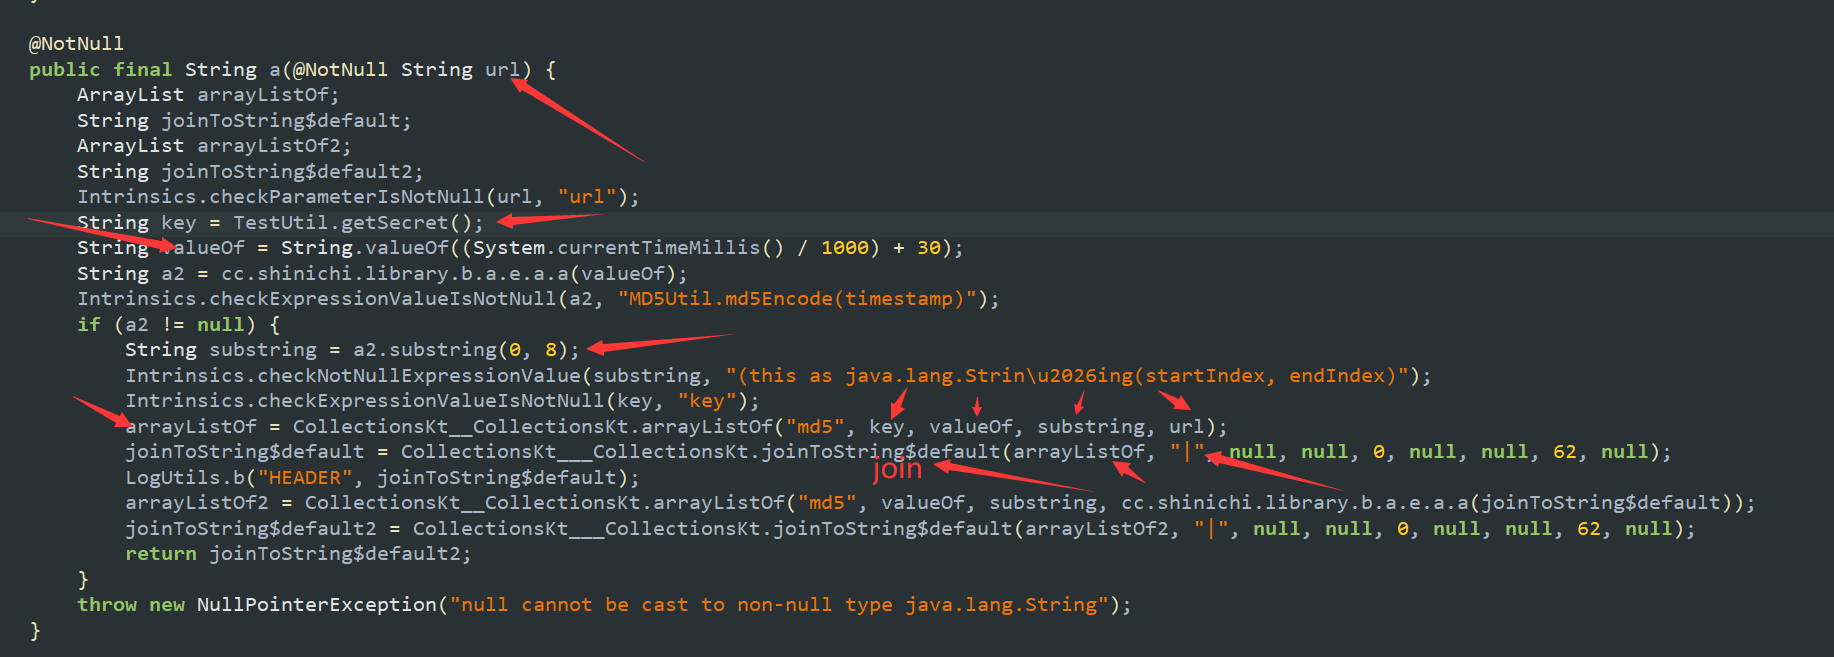 @NotNull
public final String a(@NotNull String url) {
ArrayList arrayListOf;
String joinToString$default;
ArrayList arrayListOf2;
String joinToString$default2;
Intrinsics.checkParameterIsNotNull(url, "url");
String key = TestUtil.getSecret();
String valueOf = String.valueOf((System.currentTimeMillis() / 1000) + 30);
String a2 = cc.shinichi.library.b.a.e.a.a(valueOf);
Intrinsics.checkExpressionValueIsNotNull(a2, "MD5Util.md5Encode(timestamp)");
if (a2 != null) {
String substring = a2.substring(0, 8);
Intrinsics.checkNotNullExpressionValue(substring, "(this as java.lang.Strin\u2026ing(startIndex, endIndex)");
Intrinsics.checkExpressionValueIsNotNull(key, "key");
arrayListOf = CollectionsKt__CollectionsKt.arrayListOf("md5", key, valueOf, substring, url);
joinToString$default = CollectionsKt___CollectionsKt.joinToString$default(arrayListOf, "|", null, null, 0, null, null, 62, null);
join
LogUtils.b("HEADER", joinToString$default);
arrayListOf2 = CollectionsKt__CollectionsKt.arrayListOf("md5", valueOf, substring, cc.shinichi.library.b.a.e.a.a(joinToString$default));
joinToString$default2 = CollectionsKt___CollectionsKt.joinToString$default(arrayListOf2, "|", null, null, 0, null, null, 62, null);
return joinToString$default2;
}
throw new NullPointerException("null cannot be cast to non-null type java.lang.String");
}